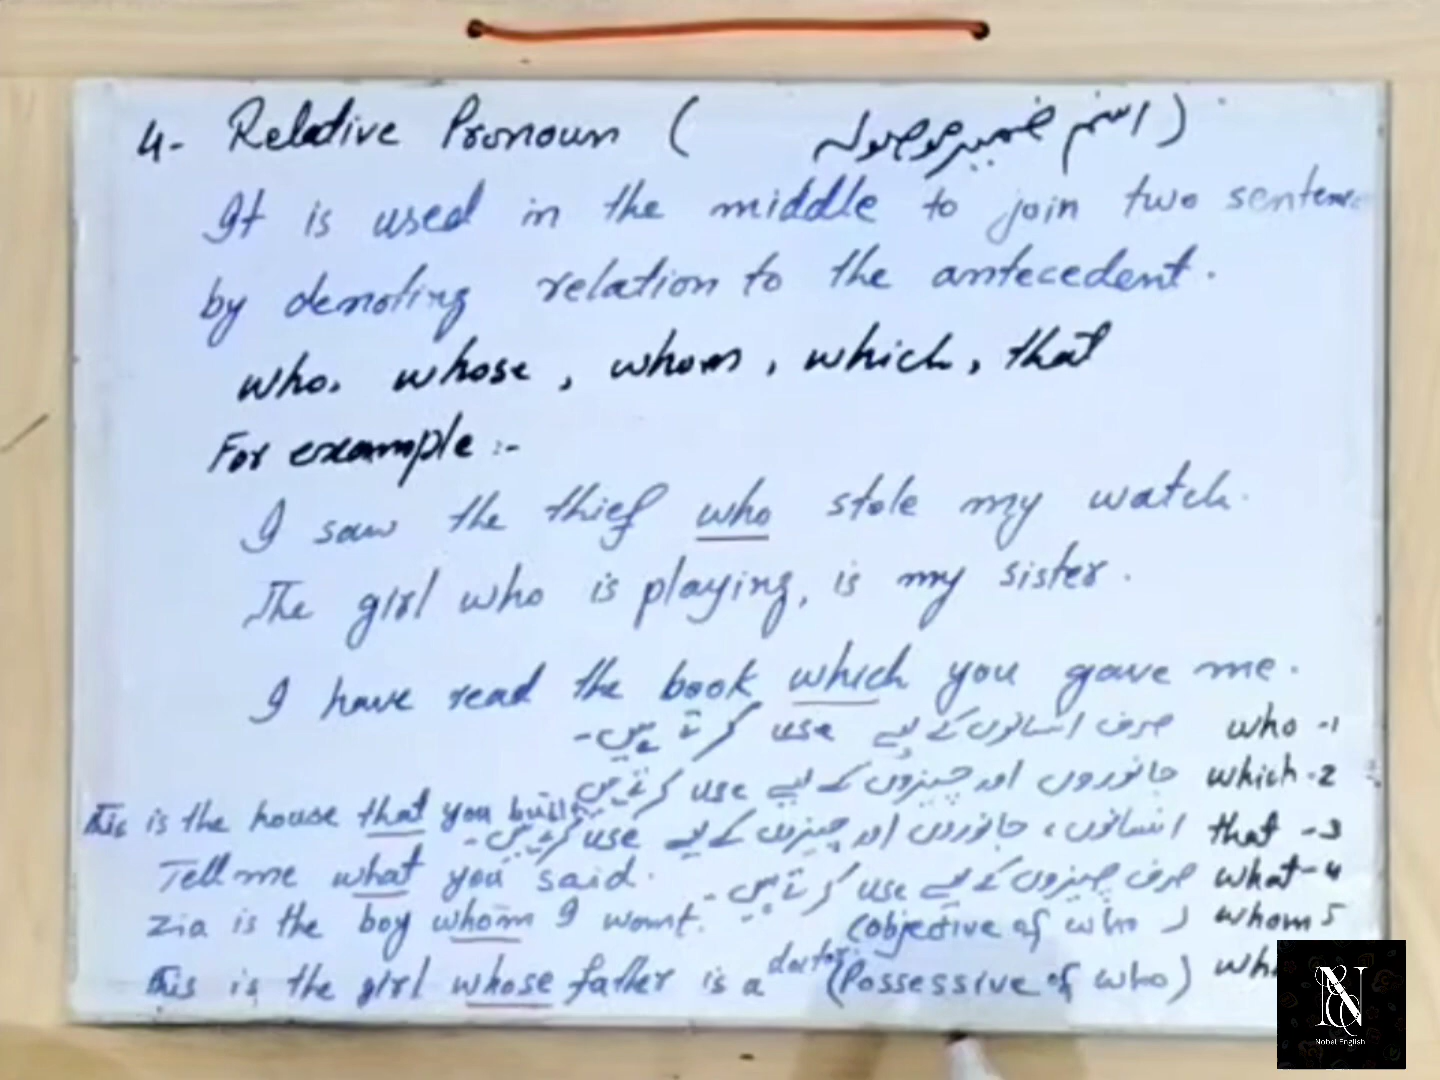 4- Relative Pronoun ( اسم ضمیر موصولہ )
It is used in the middle to join two sentence
by denoting relation to the antecedent.
who, whose, whom, which, that
For example :-
I saw the thief who stole my watch.
The girl who is playing, is my sister.
I have read the book which you gave me.
who -1 صرف انسانوں کے لیے use کرتے ہیں۔
which -2 جانوروں اور چیزوں کے لیے use کرتے ہیں
This is the house that you built.
that -3 انسانوں، جانوروں اور چیزوں کے لیے use کرتے ہیں۔
Tell me what you said.
what -4 صرف چیزوں کے لیے use کرتے ہیں۔
Zia is the boy whom I want.
(objective of who) whom 5
This is the girl whose father is a doctor.
(Possessive of who)
N
Nobel English